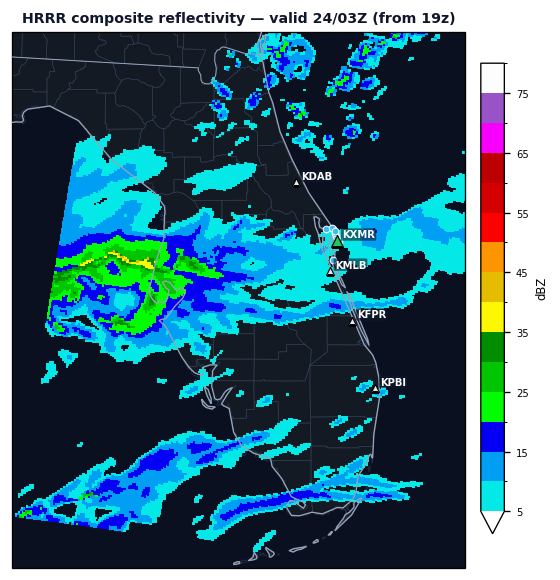 HRRR composite reflectivity — valid 24/03Z (from 19z)
KDAB
KXMR
KMLB
KFPR
KPBI
75
65
55
45
35
25
15
5
dBZ